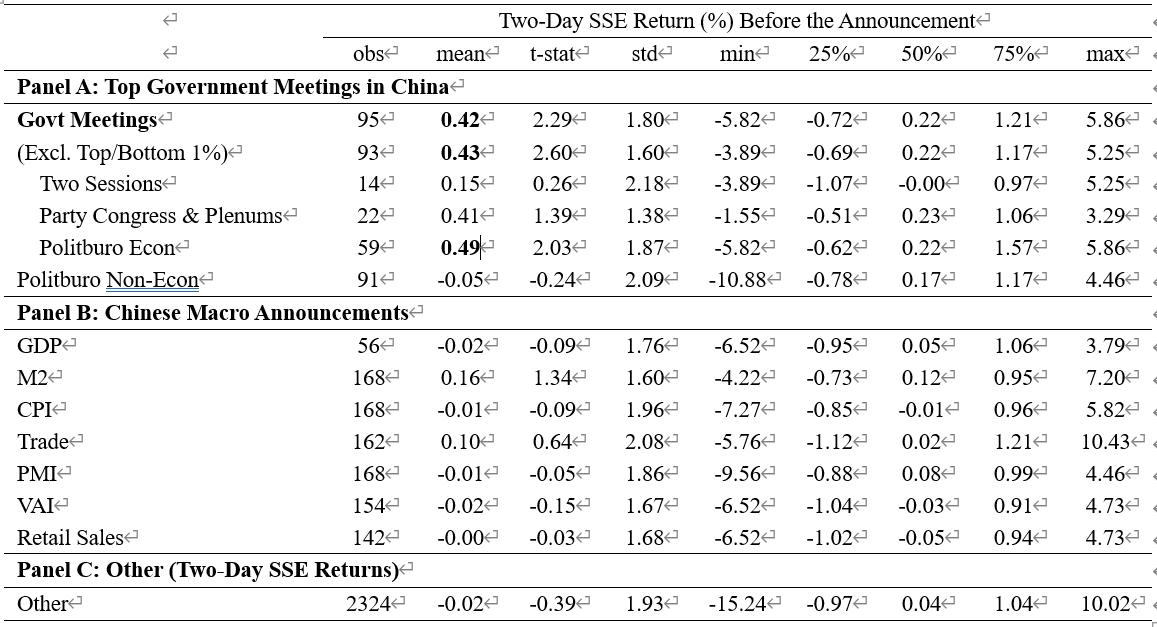 Two-Day SSE Return (%) Before the Announcement
obs mean t-stat std min 25% 50% 75% max
Panel A: Top Government Meetings in China
Govt Meetings 95 0.42 2.29 1.80 -5.82 -0.72 0.22 1.21 5.86
(Excl. Top/Bottom 1%) 93 0.43 2.60 1.60 -3.89 -0.69 0.22 1.17 5.25
Two Sessions 14 0.15 0.26 2.18 -3.89 -1.07 -0.00 0.97 5.25
Party Congress & Plenums 22 0.41 1.39 1.38 -1.55 -0.51 0.23 1.06 3.29
Politburo Econ 59 0.49 2.03 1.87 -5.82 -0.62 0.22 1.57 5.86
Politburo Non-Econ 91 -0.05 -0.24 2.09 -10.88 -0.78 0.17 1.17 4.46
Panel B: Chinese Macro Announcements
GDP 56 -0.02 -0.09 1.76 -6.52 -0.95 0.05 1.06 3.79
M2 168 0.16 1.34 1.60 -4.22 -0.73 0.12 0.95 7.20
CPI 168 -0.01 -0.09 1.96 -7.27 -0.85 -0.01 0.96 5.82
Trade 162 0.10 0.64 2.08 -5.76 -1.12 0.02 1.21 10.43
PMI 168 -0.01 -0.05 1.86 -9.56 -0.88 0.08 0.99 4.46
VAI 154 -0.02 -0.15 1.67 -6.52 -1.04 -0.03 0.91 4.73
Retail Sales 142 -0.00 -0.03 1.68 -6.52 -1.02 -0.05 0.94 4.73
Panel C: Other (Two-Day SSE Returns)
Other 2324 -0.02 -0.39 1.93 -15.24 -0.97 0.04 1.04 10.02